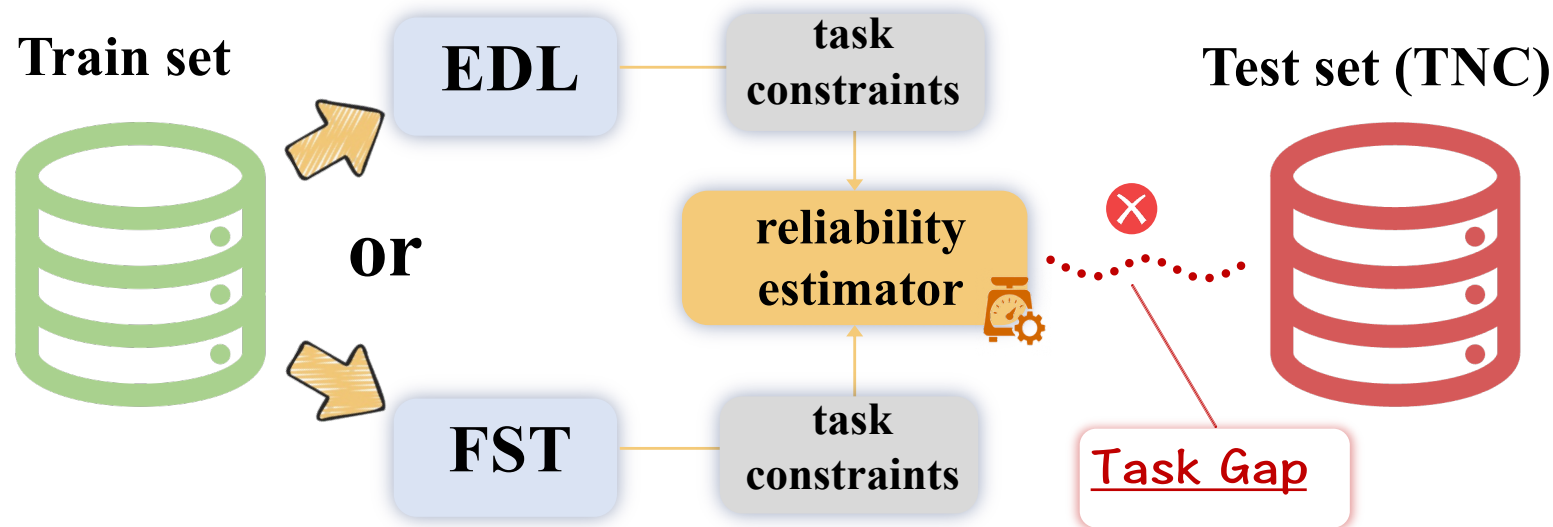 Train set
EDL
task
constraints
Test set (TNC)
or
reliability
estimator
FST
task
constraints
Task Gap